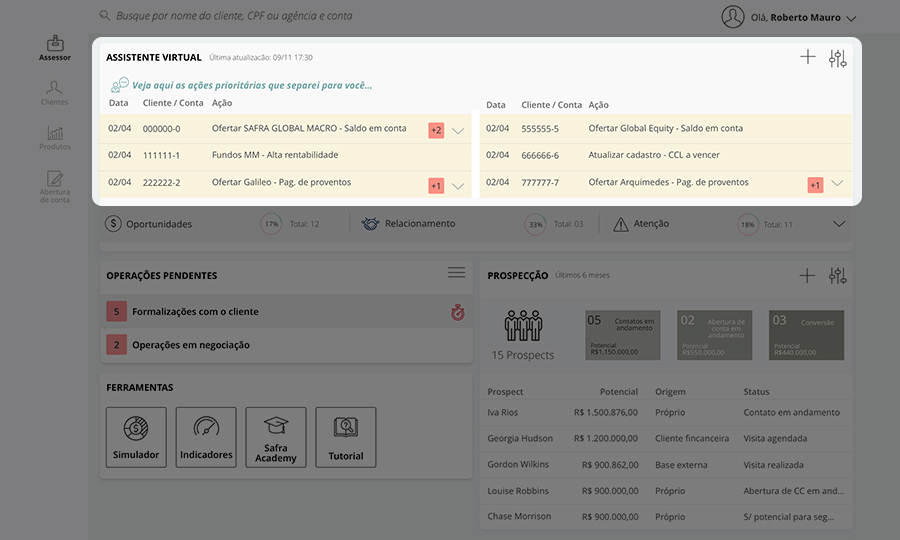 Busque por nome do cliente, CPF ou agência e conta
Olá, Roberto Mauro
Assessor
Clientes
Produtos
Abertura
de conta
ASSISTENTE VIRTUAL Última atualizacão: 09/11 17:30
Veja aqui as ações prioritárias que separei para você...
Data Cliente / Conta Ação
02/04 000000-0 Ofertar SAFRA GLOBAL MACRO - Saldo em conta +2
02/04 111111-1 Fundos MM - Alta rentabilidade
02/04 222222-2 Ofertar Galileo - Pag. de proventos +1
Data Cliente / Conta Ação
02/04 555555-5 Ofertar Global Equity - Saldo em conta
02/04 666666-6 Atualizar cadastro - CCL a vencer
02/04 777777-7 Ofertar Arquimedes - Pag. de proventos +1
Oportunidades 17% Total: 12 Relacionamento 33% Total: 03 Atenção 18% Total: 11
OPERAÇÕES PENDENTES
5 Formalizações com o cliente
2 Operações em negociação
FERRAMENTAS
Simulador
Indicadores
Safra
Academy
Tutorial
PROSPECÇÃO Últimos 6 meses
15 Prospects
05 Contatos em
andamento
Potencial
R$1.150.000,00
02 Abertura de
conta em
andamento
Potencial
R$550.000,00
03 Conversão
Potencial
R$440.000,00
Prospect Potencial Origem Status
Iva Rios R$ 1.500.876,00 Próprio Contato em andamento
Georgia Hudson R$ 1.200.000,00 Cliente fincanceira Visita agendada
Gordon Wilkins R$ 900.862,00 Base externa Visita realizada
Louise Robbins R$ 900.000,00 Próprio Abertura de CC em and...
Chase Morrison R$ 900.000,00 Próprio S/ potencial para seg...